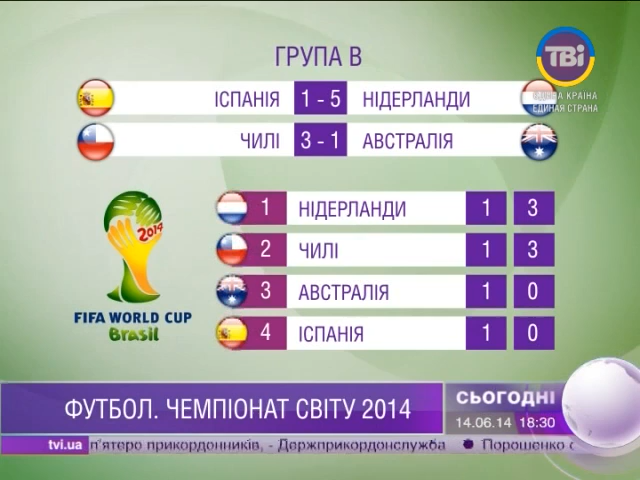 ГРУПА В
ІСПАНІЯ 1 - 5 НІДЕРЛАНДИ
ЧИЛІ 3 - 1 АВСТРАЛІЯ
ТВі
ЄДИНА КРАЇНА
ЕДИНАЯ СТРАНА
1 НІДЕРЛАНДИ 1 3
2 ЧИЛІ 1 3
3 АВСТРАЛІЯ 1 0
4 ІСПАНІЯ 1 0
2014
FIFA WORLD CUP
Brasil
ФУТБОЛ. ЧЕМПІОНАТ СВІТУ 2014
СЬОГОДНІ
14.06.14 18:30
tvi.ua п'ятеро прикордонників, - Держприкордонслужба ● Порошенко